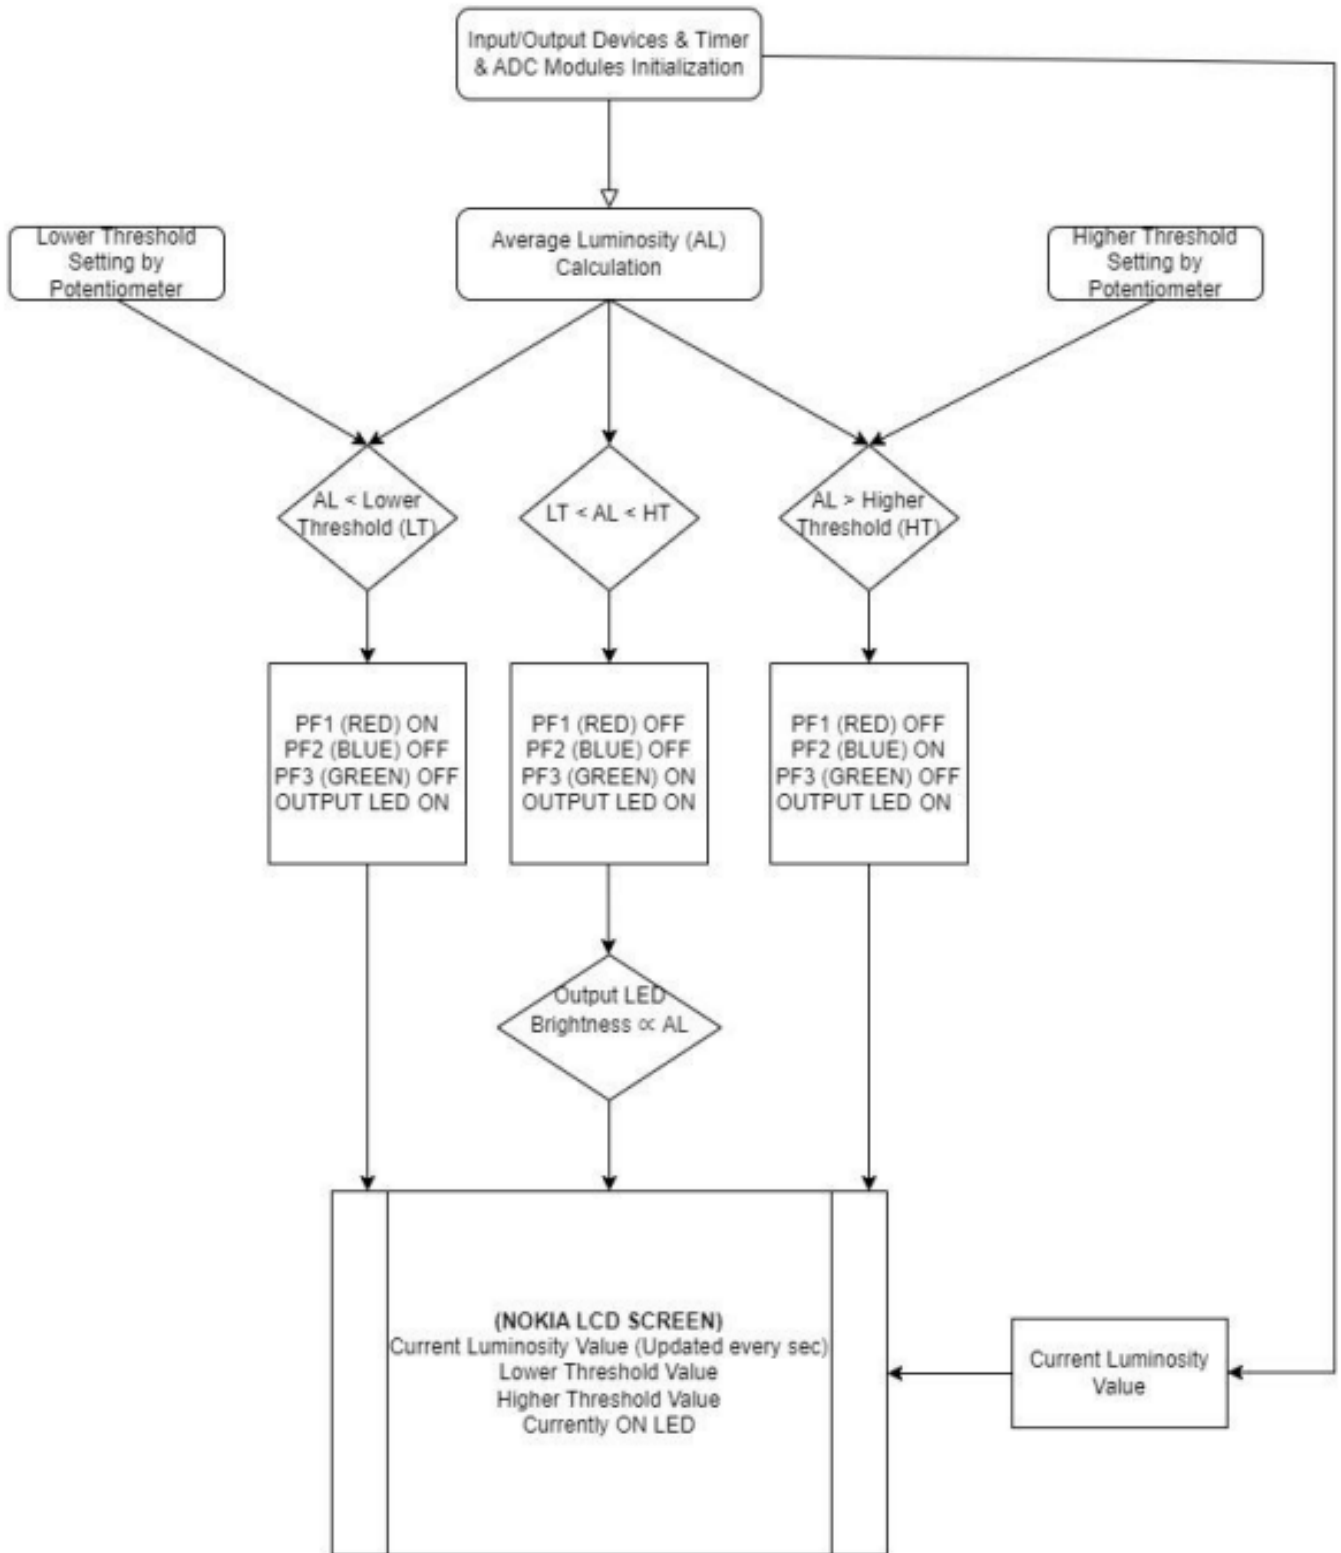 Input/Output Devices & Timer
& ADC Modules Initialization
Lower Threshold
Setting by
Potentiometer
Average Luminosity (AL)
Calculation
Higher Threshold
Setting by
Potentiometer
AL < Lower
Threshold (LT)
LT < AL < HT
AL > Higher
Threshold (HT)
PF1 (RED) ON
PF2 (BLUE) OFF
PF3 (GREEN) OFF
OUTPUT LED ON
PF1 (RED) OFF
PF2 (BLUE) OFF
PF3 (GREEN) ON
OUTPUT LED ON
PF1 (RED) OFF
PF2 (BLUE) ON
PF3 (GREEN) OFF
OUTPUT LED ON
Output LED
Brightness ∝ AL
(NOKIA LCD SCREEN)
Current Luminosity Value (Updated every sec)
Lower Threshold Value
Higher Threshold Value
Currently ON LED
Current Luminosity
Value